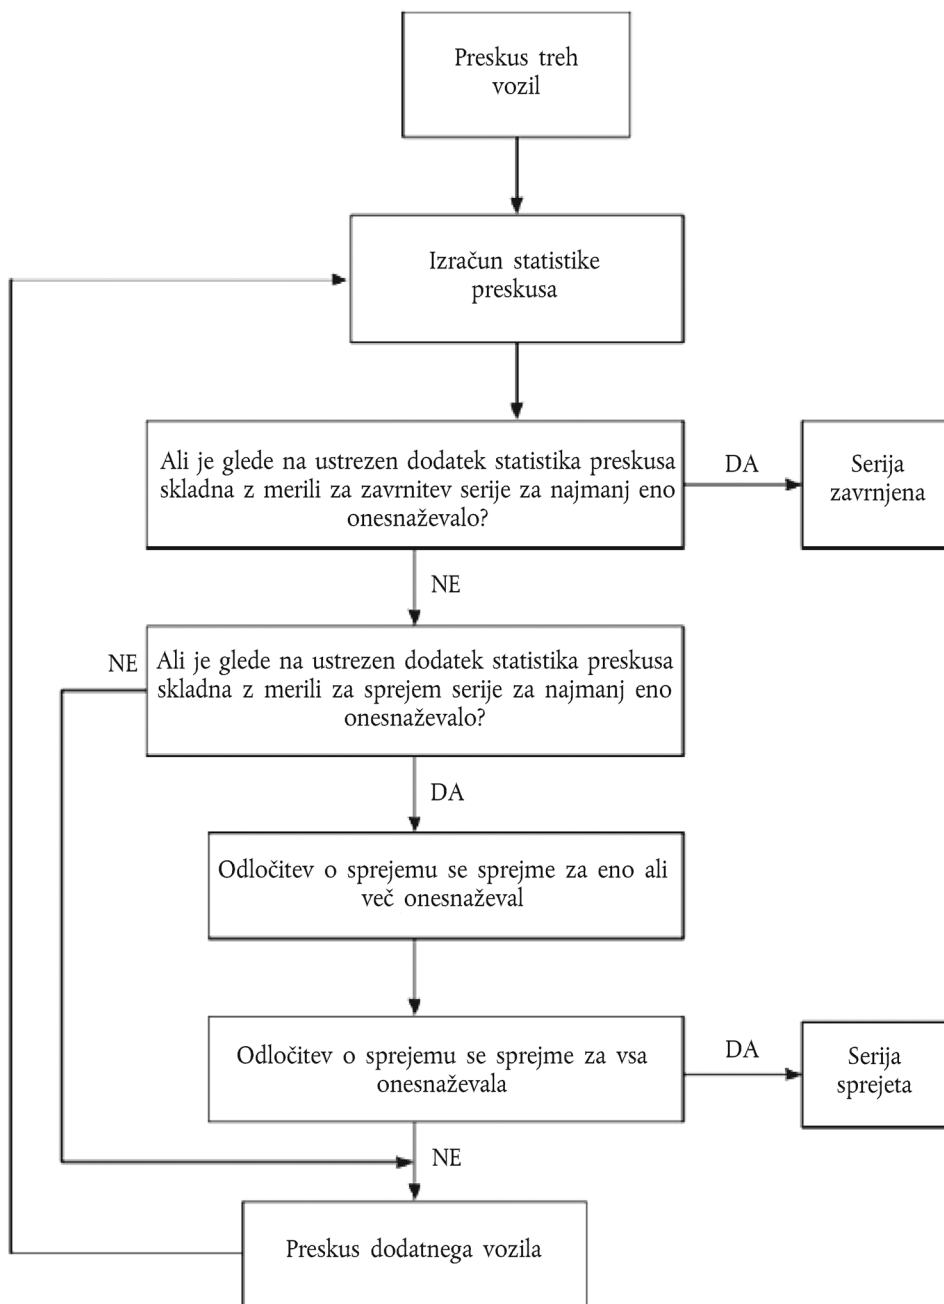 Preskus treh
vozil
Izračun statistike
preskusa
Ali je glede na ustrezen dodatek statistika preskusa
skladna z merili za zavrnitev serije za najmanj eno
onesnaževalo?
DA
Serija
zavrnjena
NE
NE
Ali je glede na ustrezen dodatek statistika preskusa
skladna z merili za sprejem serije za najmanj eno
onesnaževalo?
DA
Odločitev o sprejemu se sprejme za eno ali
več onesnaževal
Odločitev o sprejemu se sprejme za vsa
onesnaževala
DA
Serija
sprejeta
NE
Preskus dodatnega vozila